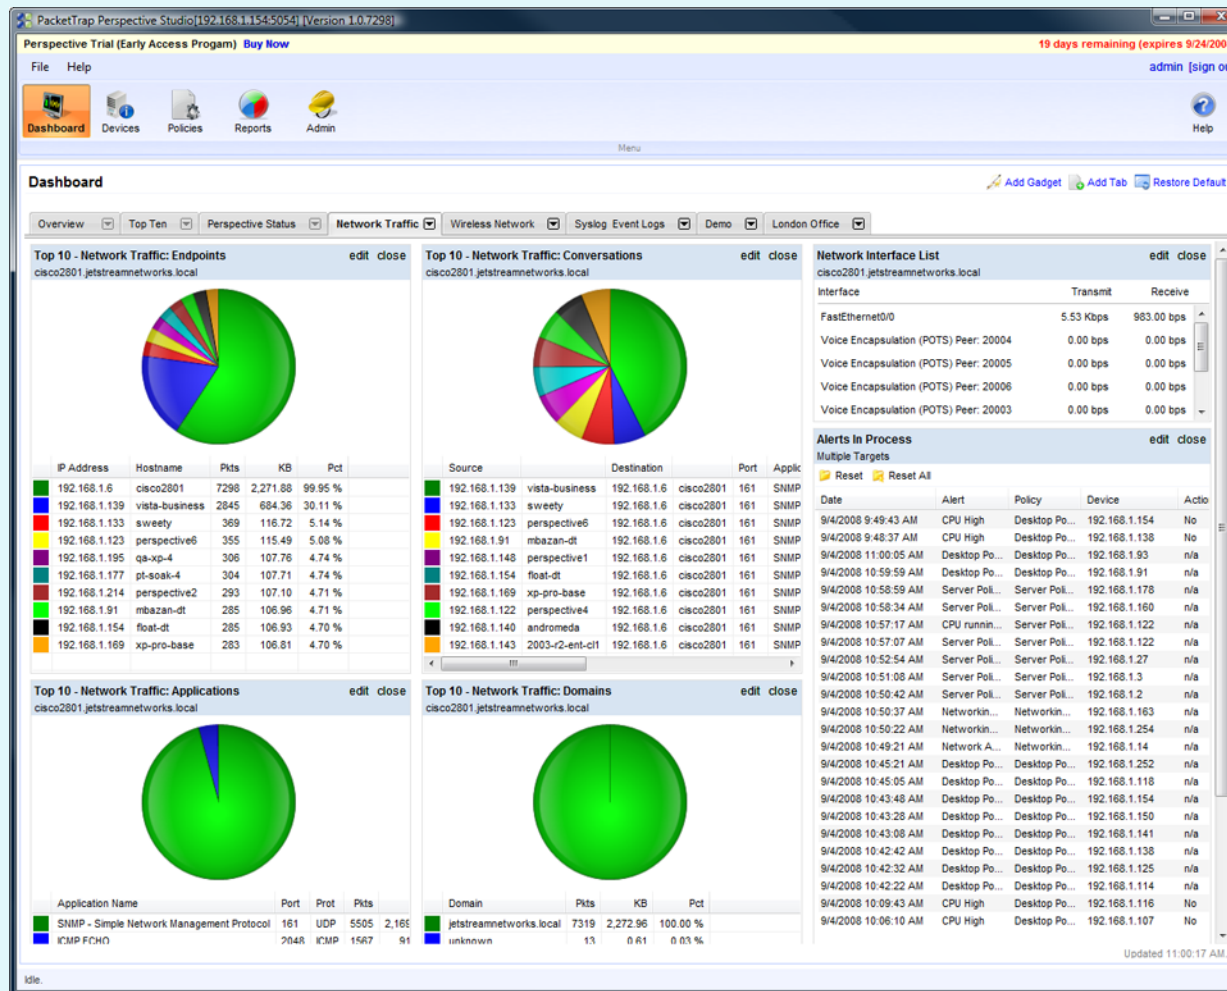 PacketTrap Perspective Studio[192.168.1.154:5054] [Version 1.0.7298]
Perspective Trial (Early Access Progam) Buy Now
19 days remaining (expires 9/24/200
File Help
admin [sign ou
Dashboard Devices Policies Reports Admin
Help
Menu
Dashboard
Add Gadget Add Tab Restore Default
Overview Top Ten Perspective Status Network Traffic Wireless Network Syslog Event Logs Demo London Office
Top 10 - Network Traffic: Endpoints edit close
cisco2801.jetstreamnetworks.local
IP Address Hostname Pkts KB Pct
192.168.1.6 cisco2801 7298 2,271.88 99.95 %
192.168.1.139 vista-business 2845 684.36 30.11 %
192.168.1.133 sweety 369 116.72 5.14 %
192.168.1.123 perspective6 355 115.49 5.08 %
192.168.1.195 qa-xp-4 306 107.76 4.74 %
192.168.1.177 pt-soak-4 304 107.71 4.74 %
192.168.1.214 perspective2 293 107.10 4.71 %
192.168.1.91 mbazan-dt 285 106.96 4.71 %
192.168.1.154 float-dt 285 106.93 4.70 %
192.168.1.169 xp-pro-base 283 106.81 4.70 %
Top 10 - Network Traffic: Conversations edit close
cisco2801.jetstreamnetworks.local
Source Destination Port Applic
192.168.1.139 vista-business 192.168.1.6 cisco2801 161 SNMP
192.168.1.133 sweety 192.168.1.6 cisco2801 161 SNMP
192.168.1.123 perspective6 192.168.1.6 cisco2801 161 SNMP
192.168.1.91 mbazan-dt 192.168.1.6 cisco2801 161 SNMP
192.168.1.148 perspective1 192.168.1.6 cisco2801 161 SNMP
192.168.1.154 float-dt 192.168.1.6 cisco2801 161 SNMP
192.168.1.169 xp-pro-base 192.168.1.6 cisco2801 161 SNMP
192.168.1.122 perspective4 192.168.1.6 cisco2801 161 SNMP
192.168.1.140 andromeda 192.168.1.6 cisco2801 161 SNMP
192.168.1.143 2003-r2-ent-cl1 192.168.1.6 cisco2801 161 SNMP
Network Interface List edit close
cisco2801.jetstreamnetworks.local
Interface Transmit Receive
FastEthernet0/0 5.53 Kbps 983.00 bps
Voice Encapsulation (POTS) Peer: 20004 0.00 bps 0.00 bps
Voice Encapsulation (POTS) Peer: 20005 0.00 bps 0.00 bps
Voice Encapsulation (POTS) Peer: 20006 0.00 bps 0.00 bps
Voice Encapsulation (POTS) Peer: 20003 0.00 bps 0.00 bps
Alerts In Process edit close
Multiple Targets
Reset Reset All
Date Alert Policy Device Actio
9/4/2008 9:49:43 AM CPU High Desktop Po... 192.168.1.154 No
9/4/2008 9:48:37 AM CPU High Desktop Po... 192.168.1.138 No
9/4/2008 11:00:05 AM Desktop Po... Desktop Po... 192.168.1.93 n/a
9/4/2008 10:59:59 AM Desktop Po... Desktop Po... 192.168.1.91 n/a
9/4/2008 10:58:59 AM Server Poli... Server Poli... 192.168.1.178 n/a
9/4/2008 10:58:34 AM Server Poli... Server Poli... 192.168.1.160 n/a
9/4/2008 10:57:17 AM CPU runnin... Server Poli... 192.168.1.122 n/a
9/4/2008 10:57:07 AM Server Poli... Server Poli... 192.168.1.122 n/a
9/4/2008 10:52:54 AM Server Poli... Server Poli... 192.168.1.27 n/a
9/4/2008 10:51:08 AM Server Poli... Server Poli... 192.168.1.3 n/a
9/4/2008 10:50:42 AM Server Poli... Server Poli... 192.168.1.2 n/a
9/4/2008 10:50:37 AM Networkin... Networkin... 192.168.1.163 n/a
9/4/2008 10:50:22 AM Networkin... Networkin... 192.168.1.254 n/a
9/4/2008 10:49:21 AM Network A... Networkin... 192.168.1.14 n/a
9/4/2008 10:45:21 AM Desktop Po... Desktop Po... 192.168.1.252 n/a
9/4/2008 10:45:05 AM Desktop Po... Desktop Po... 192.168.1.118 n/a
9/4/2008 10:43:48 AM Desktop Po... Desktop Po... 192.168.1.154 n/a
9/4/2008 10:43:28 AM Desktop Po... Desktop Po... 192.168.1.150 n/a
9/4/2008 10:43:08 AM Desktop Po... Desktop Po... 192.168.1.141 n/a
9/4/2008 10:42:42 AM Desktop Po... Desktop Po... 192.168.1.138 n/a
9/4/2008 10:42:32 AM Desktop Po... Desktop Po... 192.168.1.125 n/a
9/4/2008 10:42:22 AM Desktop Po... Desktop Po... 192.168.1.114 n/a
9/4/2008 10:09:43 AM CPU High Desktop Po... 192.168.1.116 No
9/4/2008 10:06:10 AM CPU High Desktop Po... 192.168.1.107 No
Top 10 - Network Traffic: Applications edit close
cisco2801.jetstreamnetworks.local
Application Name Port Prot Pkts
SNMP - Simple Network Management Protocol 161 UDP 5505 2,169
ICMP ECHO 2048 ICMP 1567 91
Top 10 - Network Traffic: Domains edit close
cisco2801.jetstreamnetworks.local
Domain Pkts KB Pct
jetstreamnetworks.local 7319 2,272.96 100.00 %
unknown 13 0.61 0.03 %
Updated 11:00:17 AM.
Idle.